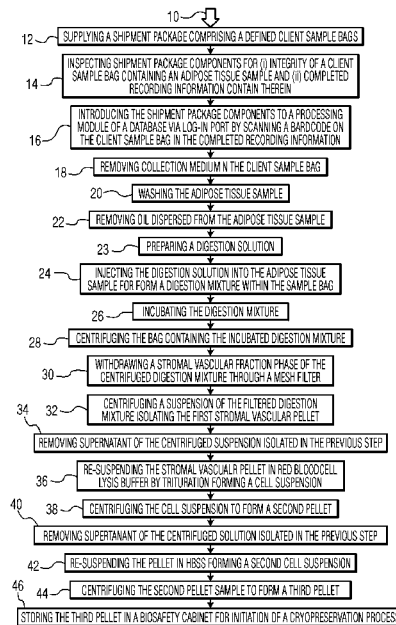 10
12
SUPPLYING A SHIPMENT PACKAGE COMPRISING A DEFINED CLIENT SAMPLE BAGS
INSPECTING SHIPMENT PACKAGE COMPONENTS FOR (i) INTEGRITY OF A CLIENT
SAMPLE BAG CONTAINING AN ADIPOSE TISSUE SAMPLE AND (ii) COMPLETED
RECORDING INFORMATION CONTAIN THEREIN
14
INTRODUCING THE SHIPMENT PACKAGE COMPONENTS TO A PROCESSING
MODULE OF A DATABASE VIA LOG-IN PORT BY SCANNING A BARDCODE ON
THE CLIENT SAMPLE BAG IN THE COMPLETED RECORDING INFORMATION
16
REMOVING COLLECTION MEDIUM N THE CLIENT SAMPLE BAG
18
WASHING THE ADIPOSE TISSUE SAMPLE
20
REMOVING OIL DISPERSED FROM THE ADIPOSE TISSUE SAMPLE
22
PREPARING A DIGESTION SOLUTION
23
INJECTING THE DIGESTION SOLUTION INTO THE ADIPOSE TISSUE
SAMPLE FOR FORM A DIGESTION MIXTURE WITHIN THE SAMPLE BAG
24
INCUBATING THE DIGESTION MIXTURE
26
CENTRIFUGING THE BAG CONTAINING THE INCUBATED DIGESTION MIXTURE
28
WITHDRAWING A STROMAL VASCULAR FRACTION PHASE OF THE
CENTRIFUGED DIGESTION MIXTURE THROUGH A MESH FILTER
30
CENTRIFUGING A SUSPENSION OF THE FILTERED DIGESTION
MIXTURE ISOLATING THE FIRST STROMAL VASCULAR PELLET
32
34
REMOVING SUPERNATANT OF THE CENTRIFUGED SUSPENSION ISOLATED IN THE PREVIOUS STEP
RE-SUSPENDING THE STROMAL VASCUALR PELLET IN RED BLOODCELL
LYSIS BUFFER BY TRITURATION FORMING A CELL SUSPENSION
36
CENTRIFUGING THE CELL SUSPENSION TO FORM A SECOND PELLET
38
40
REMOVING SUPERTANANT OF THE CENTRIFUGED SOLUTION ISOLATED IN THE PREVIOUS STEP
RE-SUSPENDING THE PELLET IN HBSS FORMING A SECOND CELL SUSPENSION
42
CENTRIFUGING THE SECOND PELLET SAMPLE TO FORM A THIRD PELLET
44
46
STORING THE THIRD PELLET IN A BIOSAFETY CABINET FOR INITIATION OF A CRYOPRESERVATION PROCESS